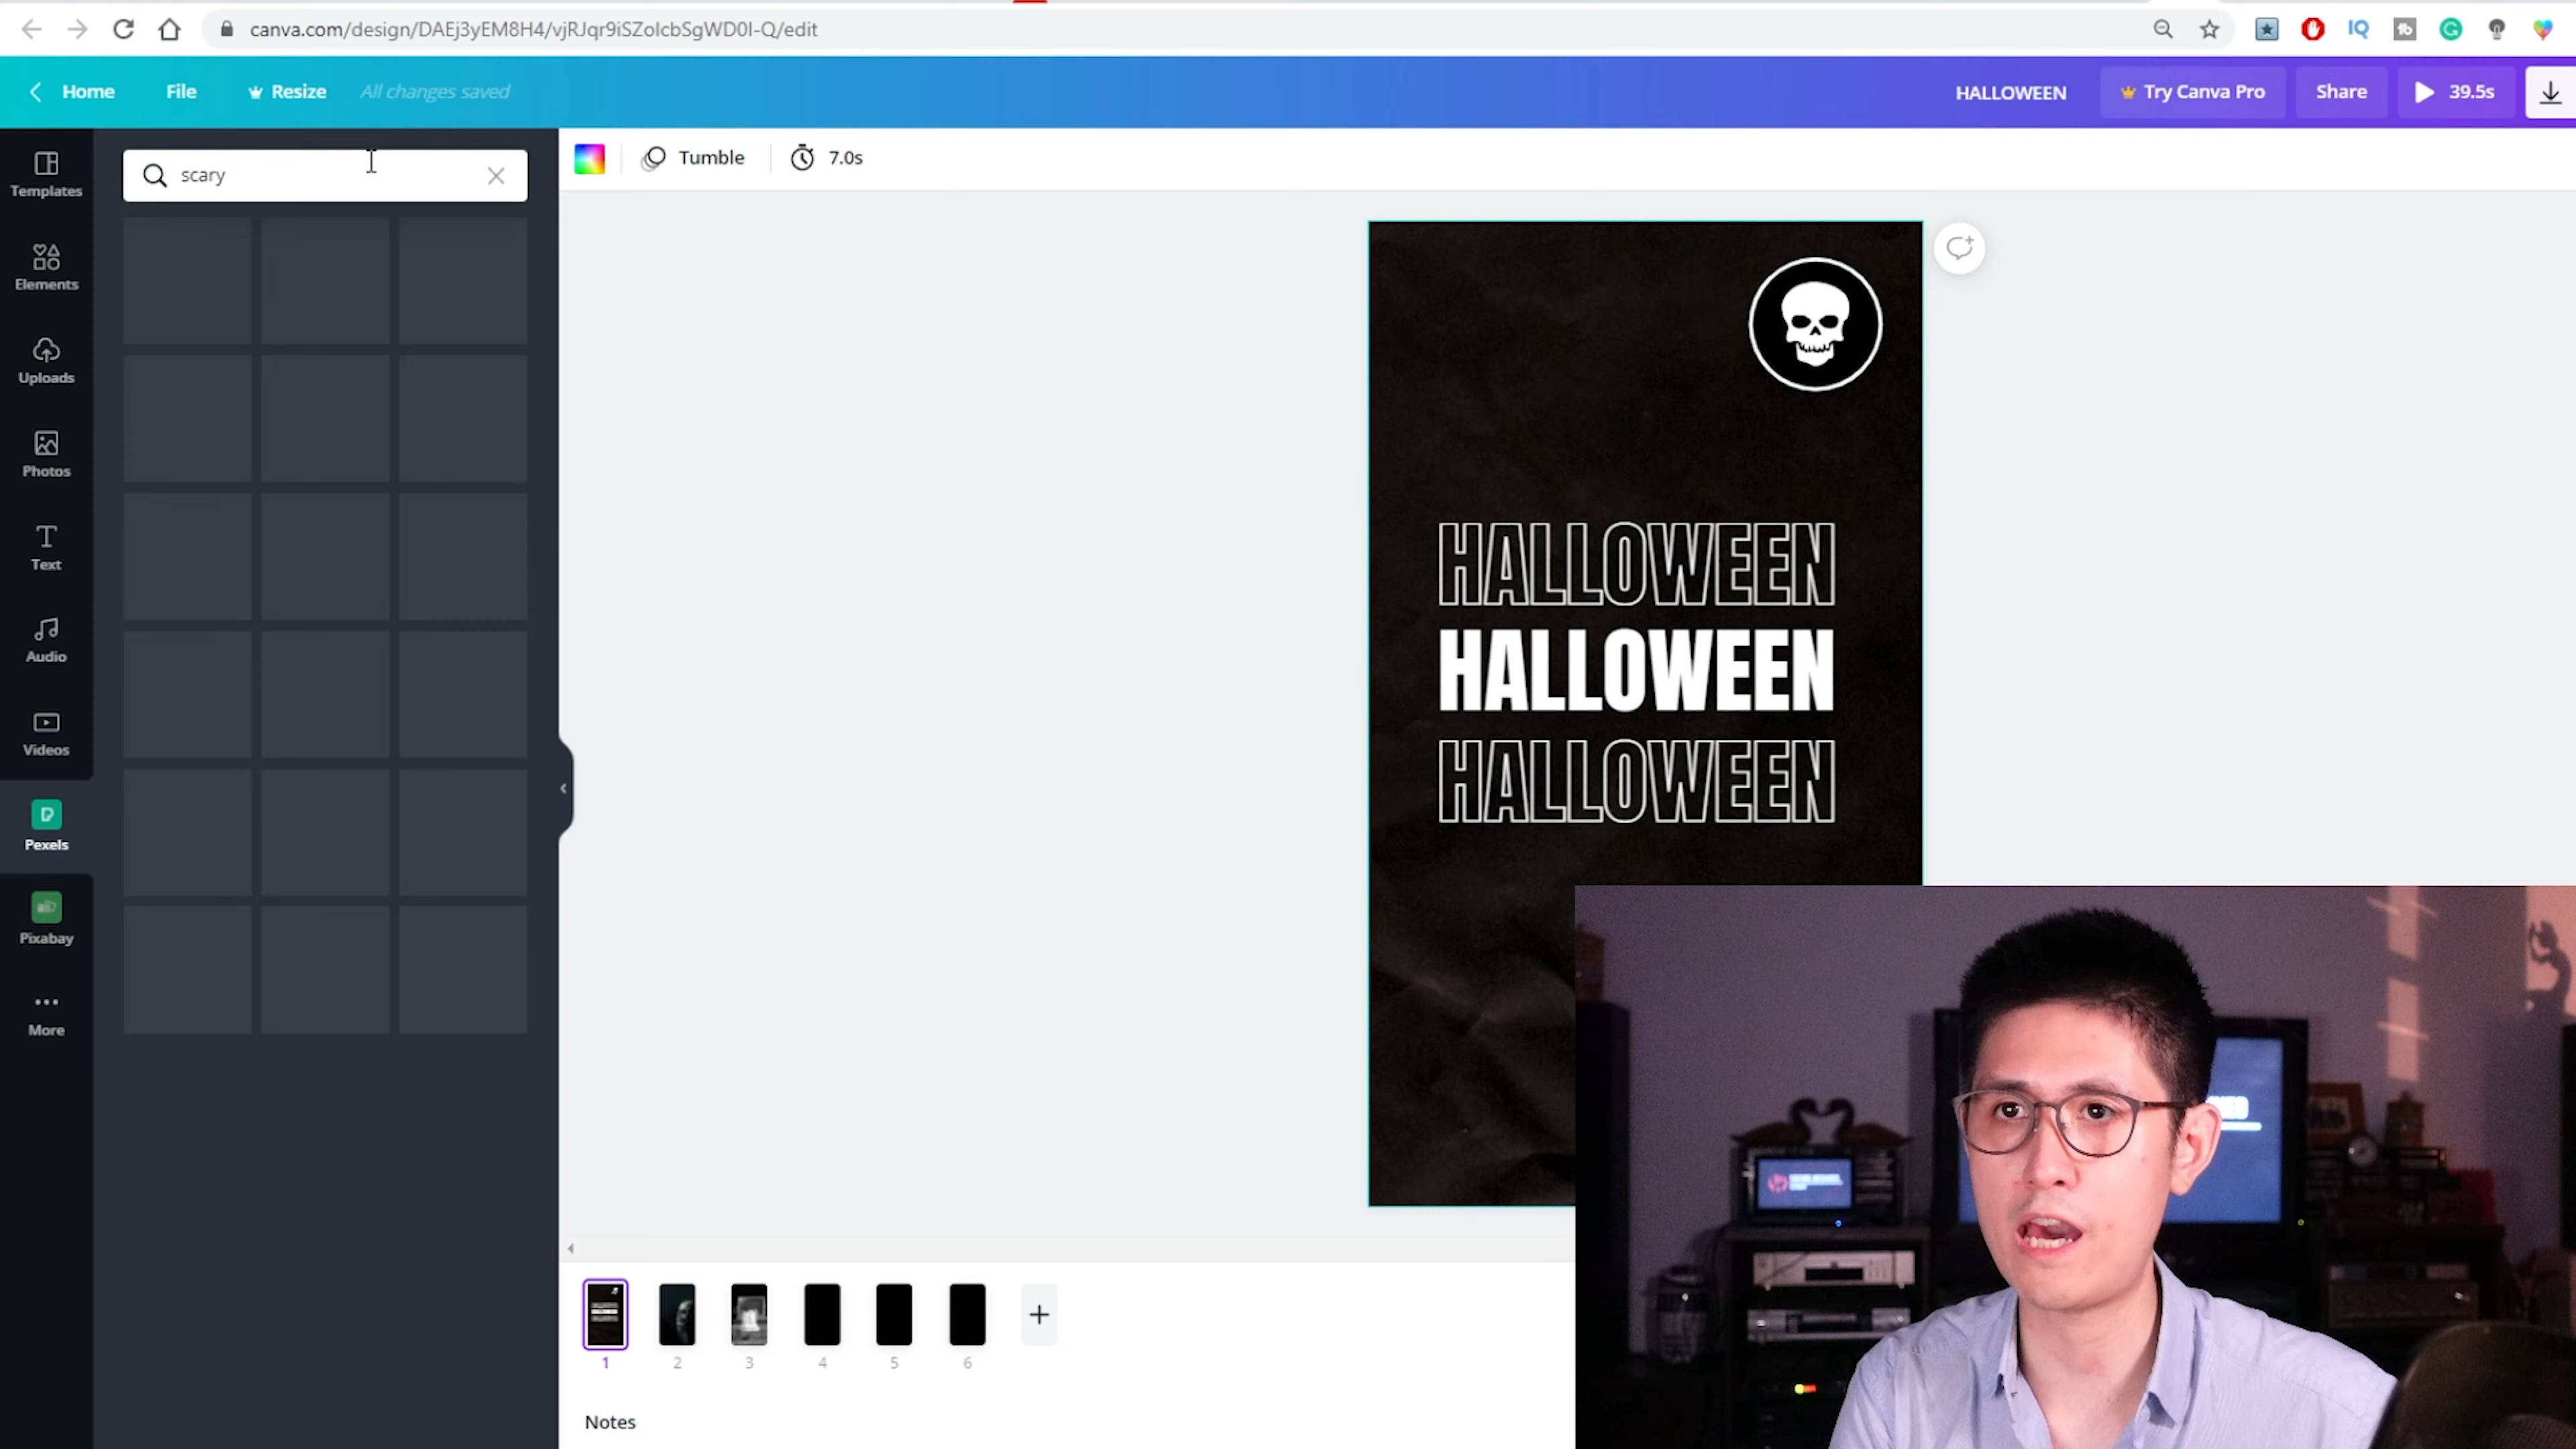 canva.com/design/DAEj3yEM8H4/vjRJqr9iSZoIcbSgWD0I-Q/edit
IQ
Home File Resize All changes saved HALLOWEEN Try Canva Pro Share 39.5s
Templates
Elements
Uploads
Photos
Text
Audio
Videos
Pexels
Pixabay
More
scary
Tumble 7.0s
HALLOWEEN
HALLOWEEN
HALLOWEEN
1 2 3 4 5 6
Notes